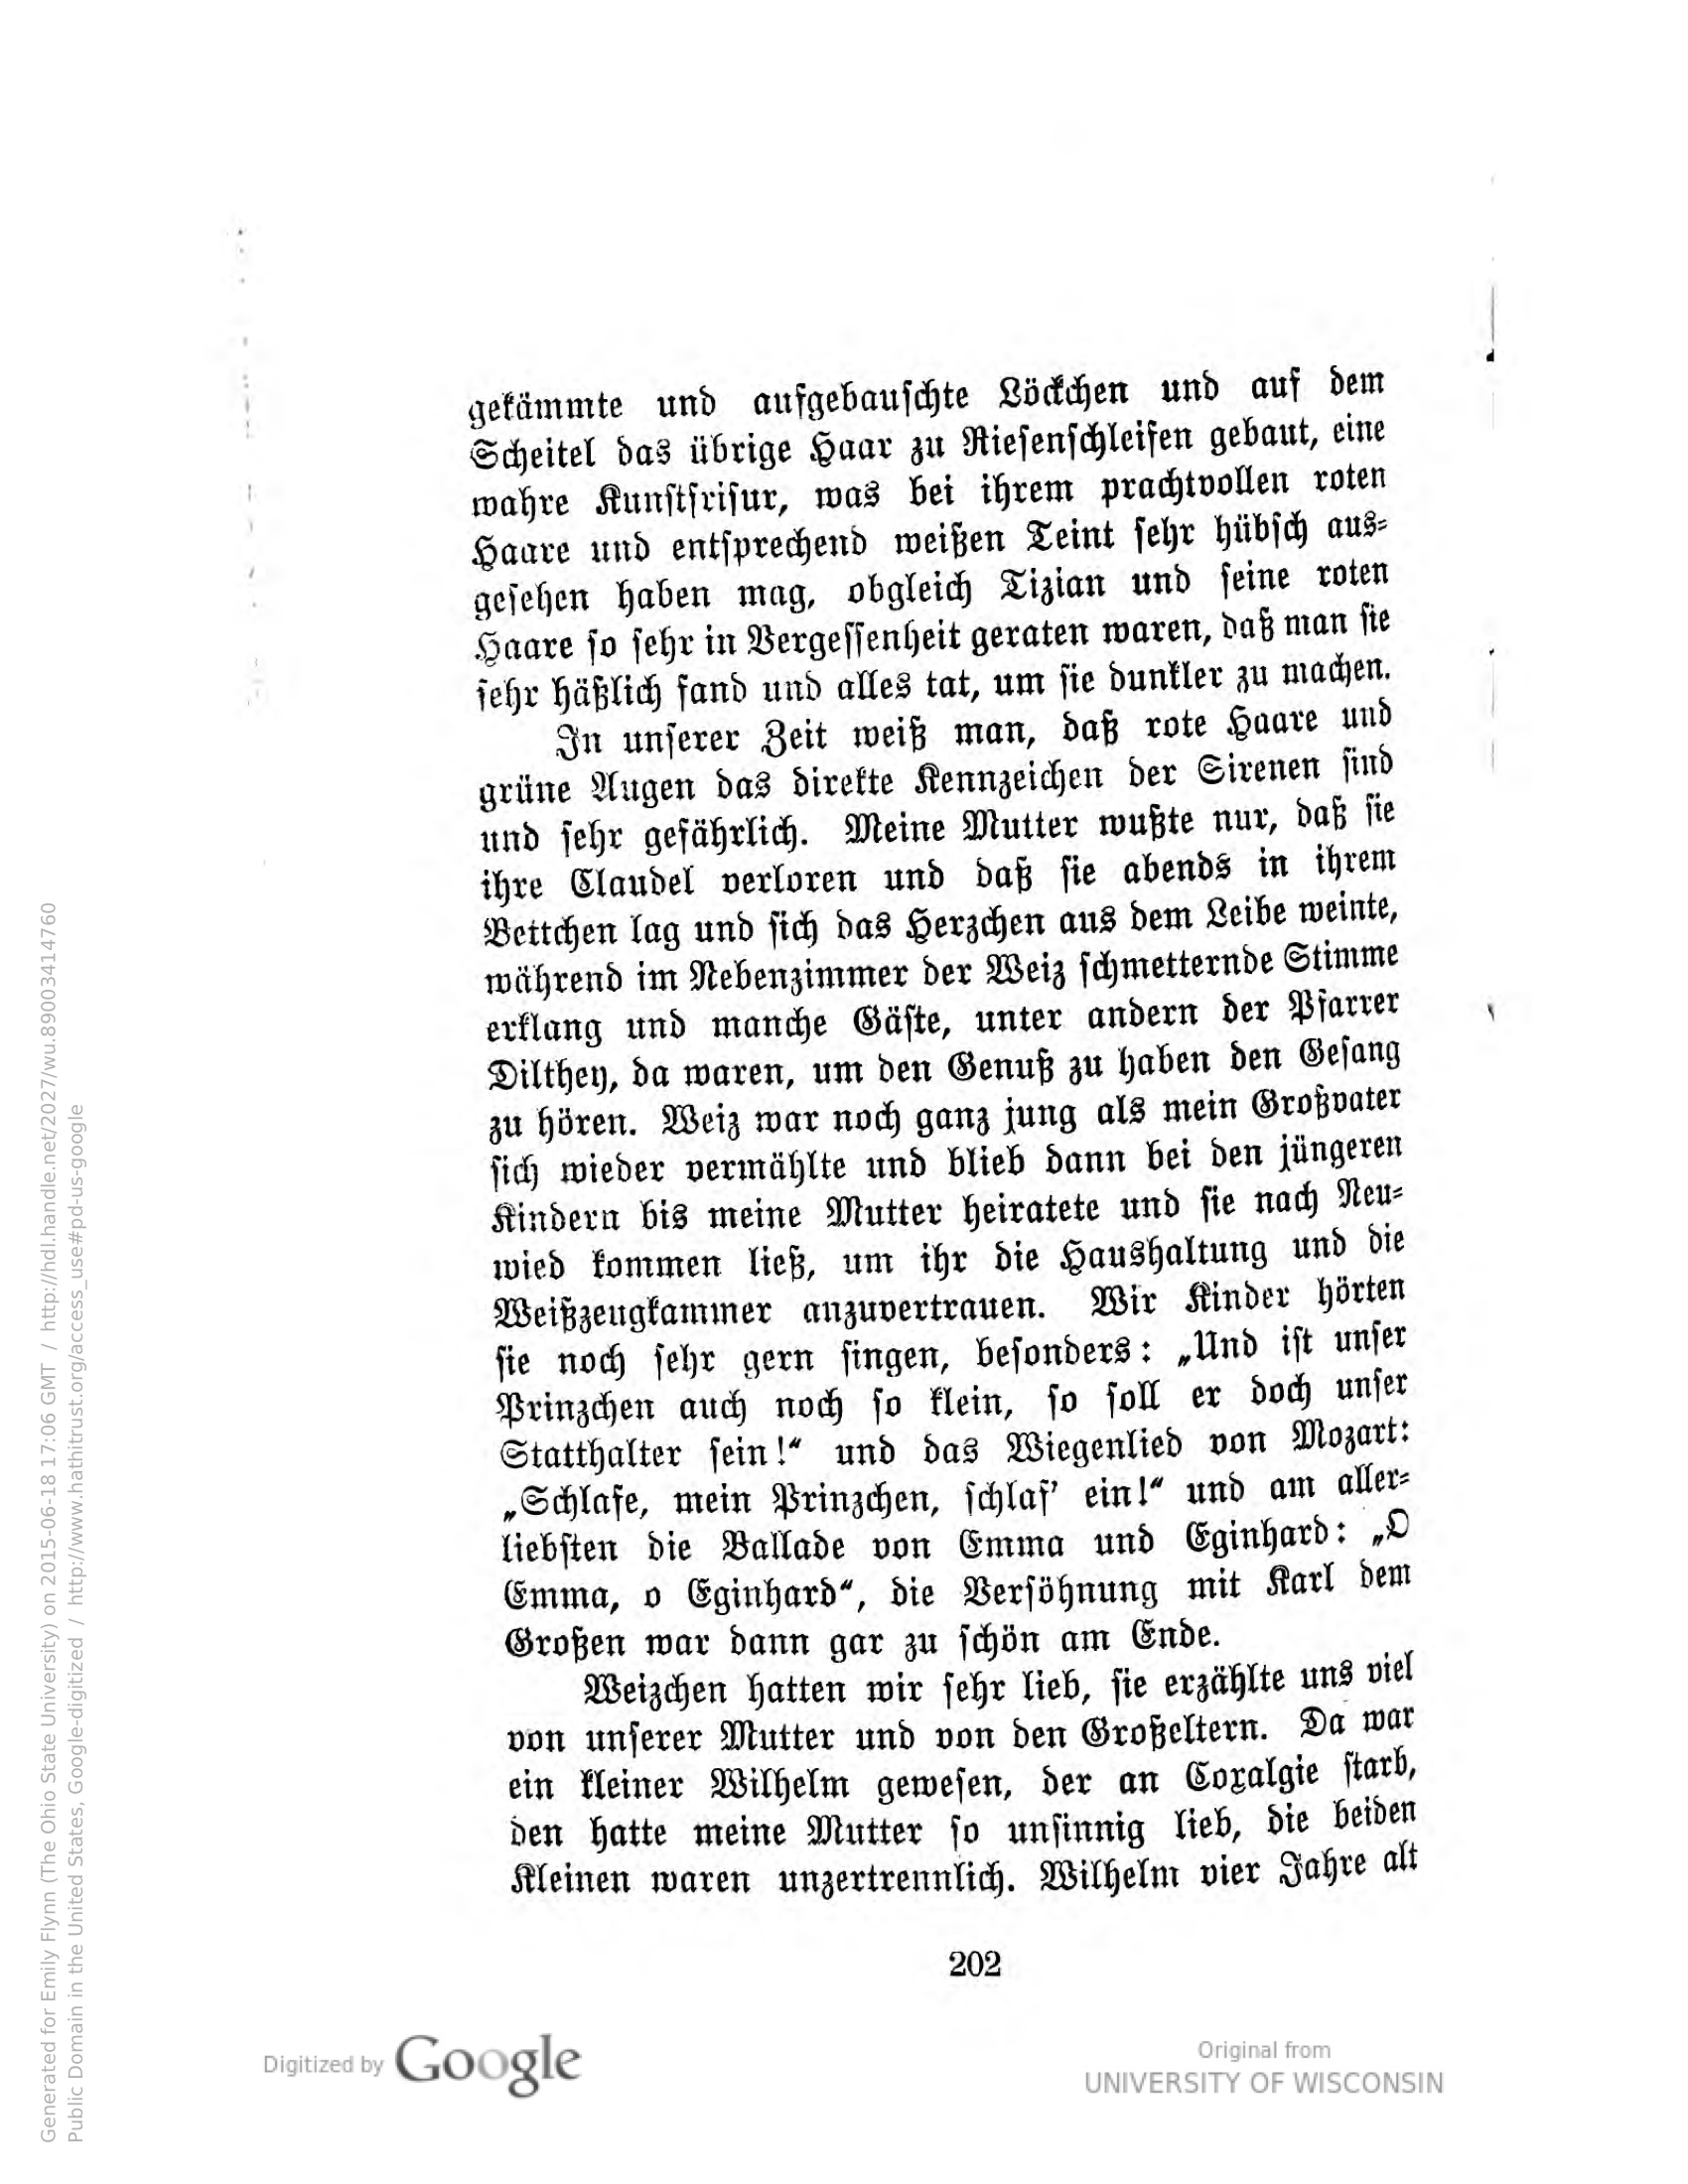 gekämmte und aufgebauschte Löckchen und auf dem
Scheitel das übrige Haar zu Riesenschleifen gebaut, eine
wahre Kunstfrisur, was bei ihrem prachtvollen roten
Haare und entsprechend weißen Teint sehr hübsch aus-
gesehen haben mag, obgleich Tizian und seine roten
Haare so sehr in Vergessenheit geraten waren, daß man sie
sehr häßlich fand und alles tat, um sie dunkler zu machen.
In unserer Zeit weiß man, daß rote Haare und
grüne Augen das direkte Kennzeichen der Sirenen sind
und sehr gefährlich. Meine Mutter wußte nur, daß sie
ihre Claudel verloren und daß sie abends in ihrem
Bettchen lag und sich das Herzchen aus dem Leibe weinte,
während im Nebenzimmer der Weiz schmetternde Stimme
erklang und manche Gäste, unter andern der Pfarrer
Dilthey, da waren, um den Genuß zu haben den Gesang
zu hören. Weiz war noch ganz jung als mein Großvater
sich wieder vermählte und blieb dann bei den jüngeren
Kindern bis meine Mutter heiratete und sie nach Neu-
wied kommen ließ, um ihr die Haushaltung und die
Weißzeugkammer anzuvertrauen. Wir Kinder hörten
sie noch sehr gern singen, besonders: „Und ist unser
Prinzchen auch noch so klein, so soll er doch unser
Statthalter sein!“ und das Wiegenlied von Mozart:
„Schlafe, mein Prinzchen, schlaf’ ein!“ und am aller-
liebsten die Ballade von Emma und Eginhard: „O
Emma, o Eginhard“, die Versöhnung mit Karl dem
Großen war dann gar zu schön am Ende.
Weizchen hatten wir sehr lieb, sie erzählte uns viel
von unserer Mutter und von den Großeltern. Da war
ein kleiner Wilhelm gewesen, der an Coxalgie starb,
den hatte meine Mutter so unsinnig lieb, die beiden
Kleinen waren unzertrennlich. Wilhelm vier Jahre alt
202
Digitized by Google
Original from
UNIVERSITY OF WISCONSIN
Generated for Emily Flynn (The Ohio State University) on 2015-06-18 17:06 GMT / http://hdl.handle.net/2027/wu.89003414760
Public Domain in the United States, Google-digitized / http://www.hathitrust.org/access_use#pd-us-google